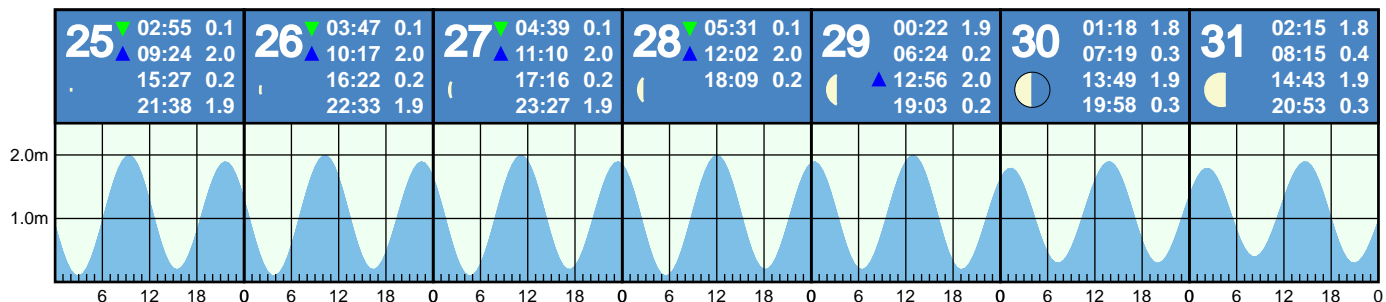 25 ▼ 02:55 0.1
▲ 09:24 2.0
15:27 0.2
21:38 1.9
26 ▼ 03:47 0.1
▲ 10:17 2.0
16:22 0.2
22:33 1.9
27 ▼ 04:39 0.1
▲ 11:10 2.0
17:16 0.2
23:27 1.9
28 ▼ 05:31 0.1
▲ 12:02 2.0
18:09 0.2
29 00:22 1.9
06:24 0.2
▲ 12:56 2.0
19:03 0.2
30 01:18 1.8
07:19 0.3
13:49 1.9
19:58 0.3
31 02:15 1.8
08:15 0.4
14:43 1.9
20:53 0.3
2.0m
1.0m
6 12 18 0 6 12 18 0 6 12 18 0 6 12 18 0 6 12 18 0 6 12 18 0 6 12 18 0